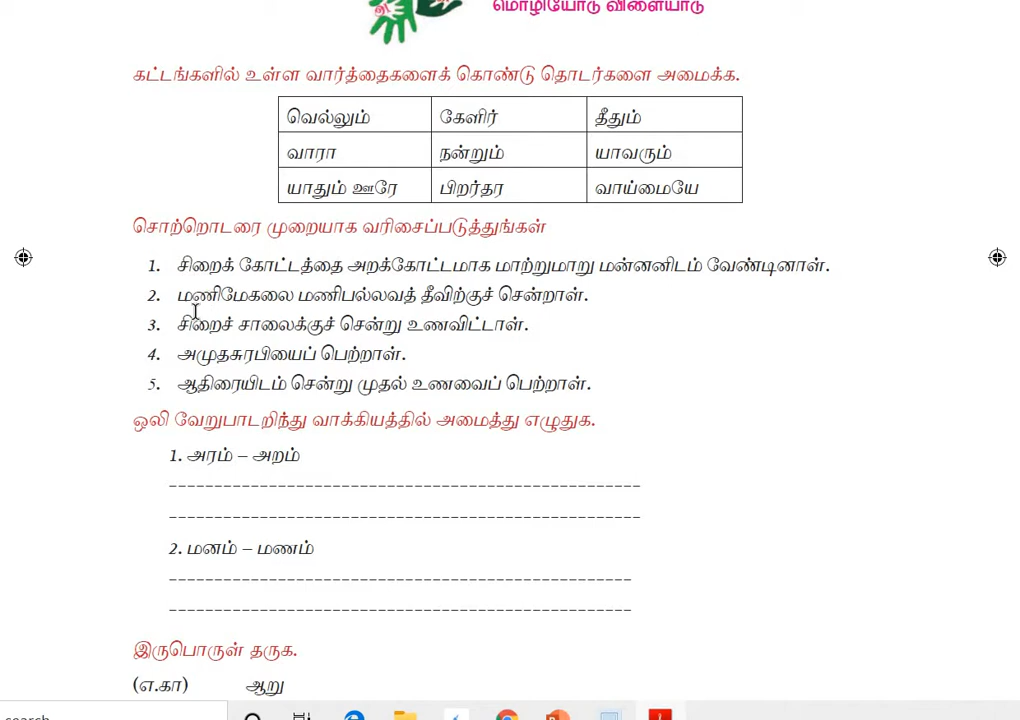 மொழியோடு விளையாடு
கட்டங்களில் உள்ள வார்த்தைகளைக் கொண்டு தொடர்களை அமைக்க.
வெல்லும் கேளிர் தீதும்
வாரா நன்றும் யாவரும்
யாதும் ஊரே பிறர்தர வாய்மையே
சொற்றொடரை முறையாக வரிசைப்படுத்துங்கள்
1. சிறைக் கோட்டத்தை அறக்கோட்டமாக மாற்றுமாறு மன்னனிடம் வேண்டினாள்.
2. மணிமேகலை மணிபல்லவத் தீவிற்குச் சென்றாள்.
3. சிறைச் சாலைக்குச் சென்று உணவிட்டாள்.
4. அமுதசுரபியைப் பெற்றாள்.
5. ஆதிரையிடம் சென்று முதல் உணவைப் பெற்றாள்.
ஒலி வேறுபாடறிந்து வாக்கியத்தில் அமைத்து எழுதுக.
1. அரம் – அறம்
2. மனம் – மணம்
இருபொருள் தருக.
(எ.கா) ஆறு
search